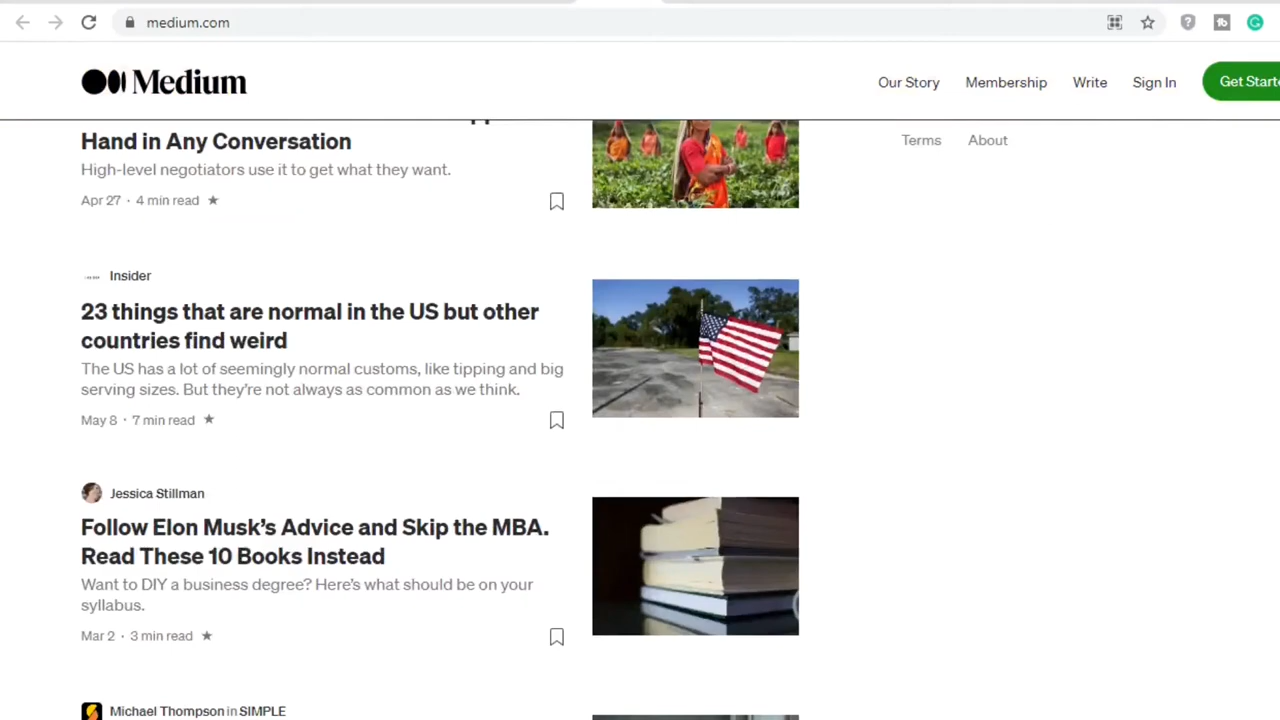 medium.com
Medium
Our Story Membership Write Sign In Get Starte
Hand in Any Conversation
High-level negotiators use it to get what they want.
Apr 27 · 4 min read ★
Terms About
Insider
23 things that are normal in the US but other
countries find weird
The US has a lot of seemingly normal customs, like tipping and big
serving sizes. But they're not always as common as we think.
May 8 · 7 min read ★
Jessica Stillman
Follow Elon Musk's Advice and Skip the MBA.
Read These 10 Books Instead
Want to DIY a business degree? Here's what should be on your
syllabus.
Mar 2 · 3 min read ★
Michael Thompson in SIMPLE